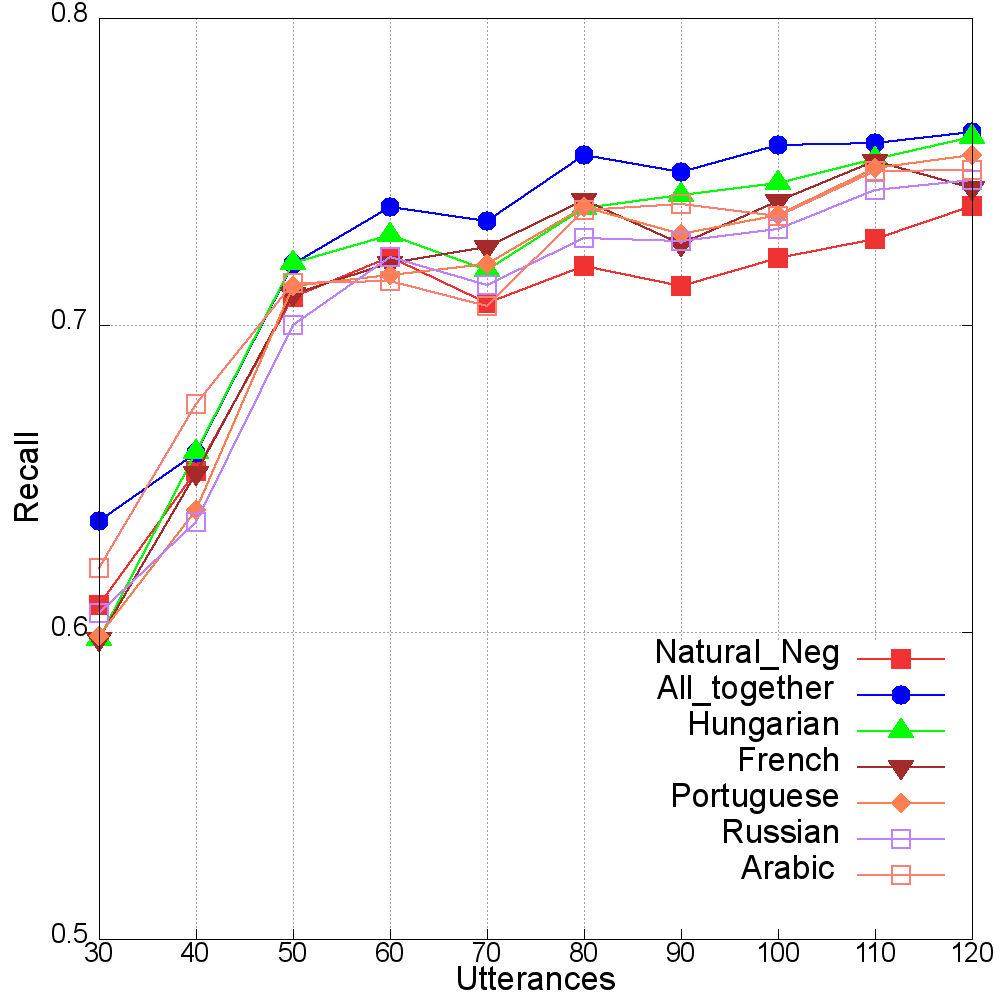 0.8
0.7
0.6
0.5
Recall
Natural_Neg
All_together
Hungarian
French
Portuguese
Russian
Arabic
30 40 50 60 70 80 90 100 110 120
Utterances